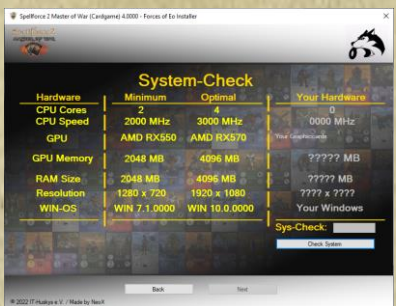 Spellforce 2 Master of War (Cardgame) 4.0000 - Forces of Eo Installer
System-Check
Hardware Minimum Optimal Your Hardware
CPU Cores 2 4 0
CPU Speed 2000 MHz 3000 MHz 0000 MHz
GPU AMD RX550 AMD RX570 Your Graphiccards
GPU Memory 2048 MB 4096 MB ????? MB
RAM Size 2048 MB 4096 MB ????? MB
Resolution 1280 x 720 1920 x 1080 ???? x ????
WIN-OS WIN 7.1.0000 WIN 10.0.0000 Your Windows
Sys-Check:
Check System
Back Next
© 2022 IT-Huskys e.V. / Made by